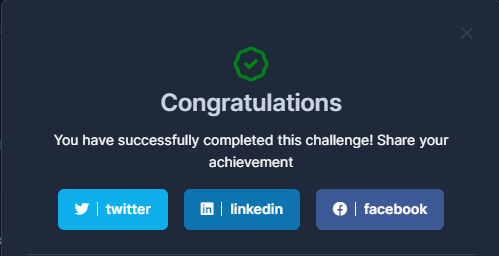 Congratulations
You have successfully completed this challenge! Share your
achievement
twitter
linkedin
facebook